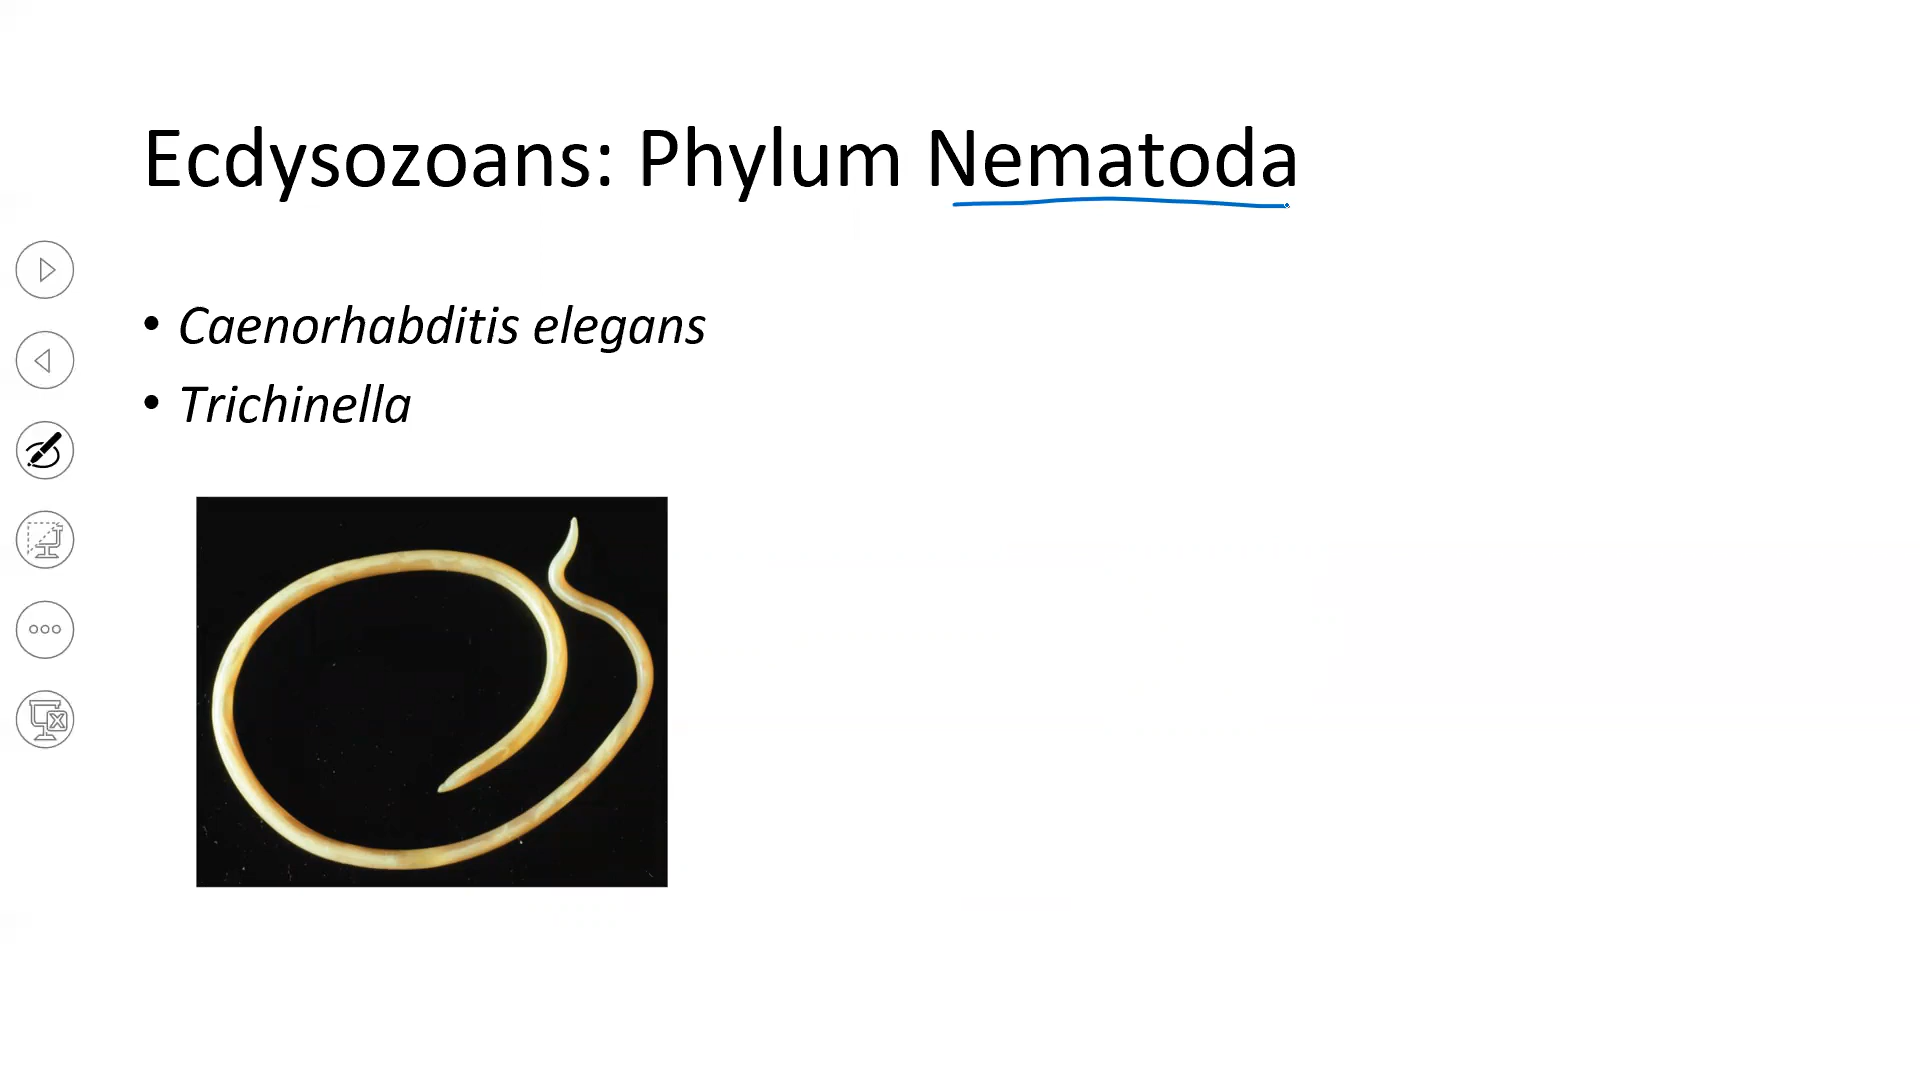 Ecdysozoans: Phylum Nematoda
• Caenorhabditis elegans
• Trichinella